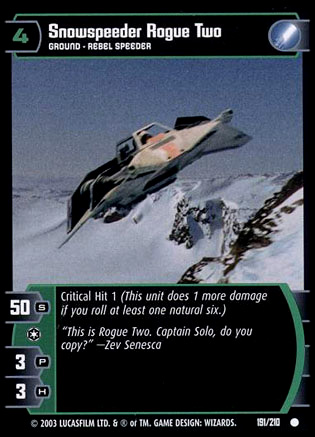 4
Snowspeeder Rogue Two
GROUND - REBEL SPEEDER
50 S
Critical Hit 1 (This unit does 1 more damage
if you roll at least one natural six.)
"This is Rogue Two. Captain Solo, do you
copy?" —Zev Senesca
3 P
3 H
© 2003 LUCASFILM LTD. & ® or TM. GAME DESIGN: WIZARDS. 191/210